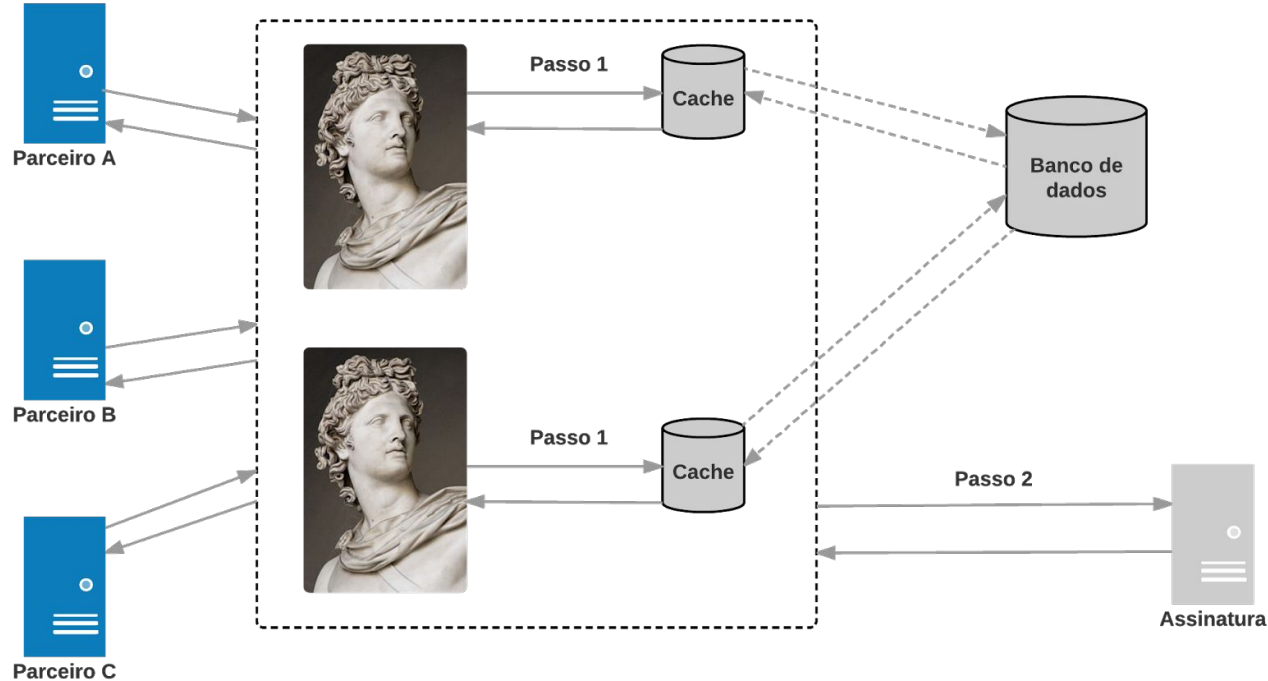 Parceiro A
Passo 1
Cache
Banco de
dados
Parceiro B
Passo 1
Cache
Passo 2
Assinatura
Parceiro C